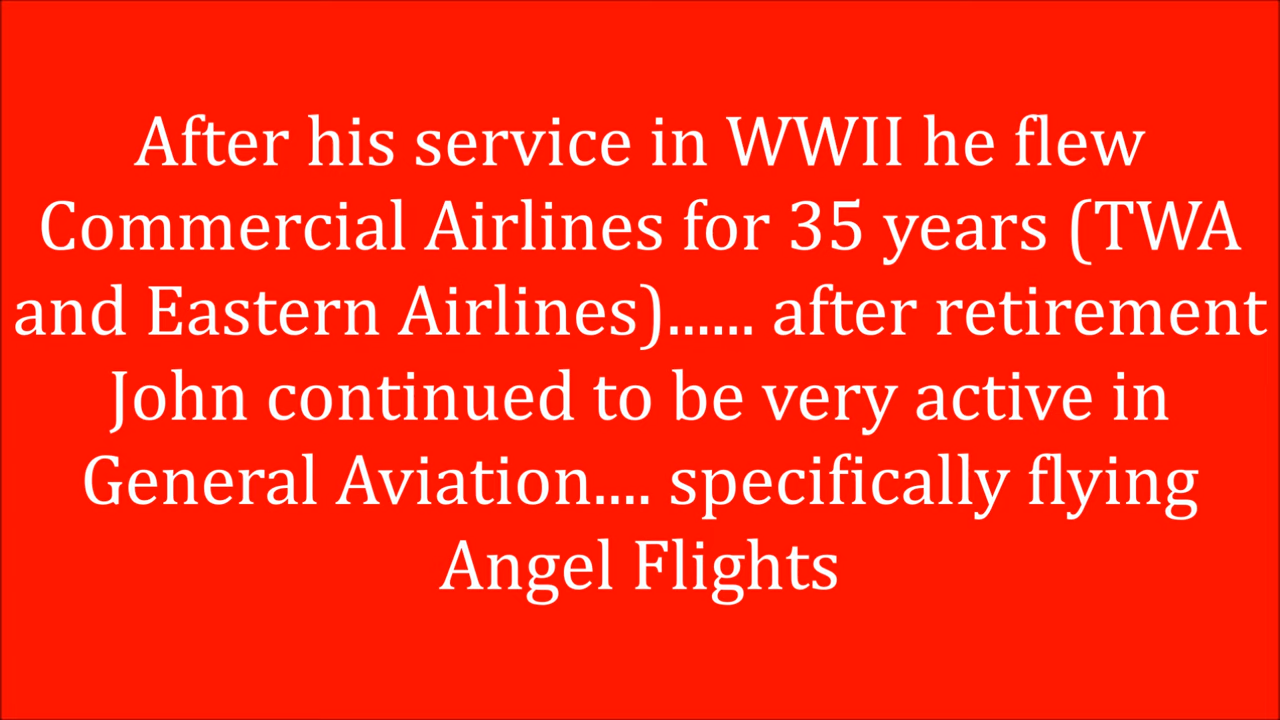 After his service in WWII he flew
Commercial Airlines for 35 years (TWA
and Eastern Airlines)...... after retirement
John continued to be very active in
General Aviation.... specifically flying
Angel Flights